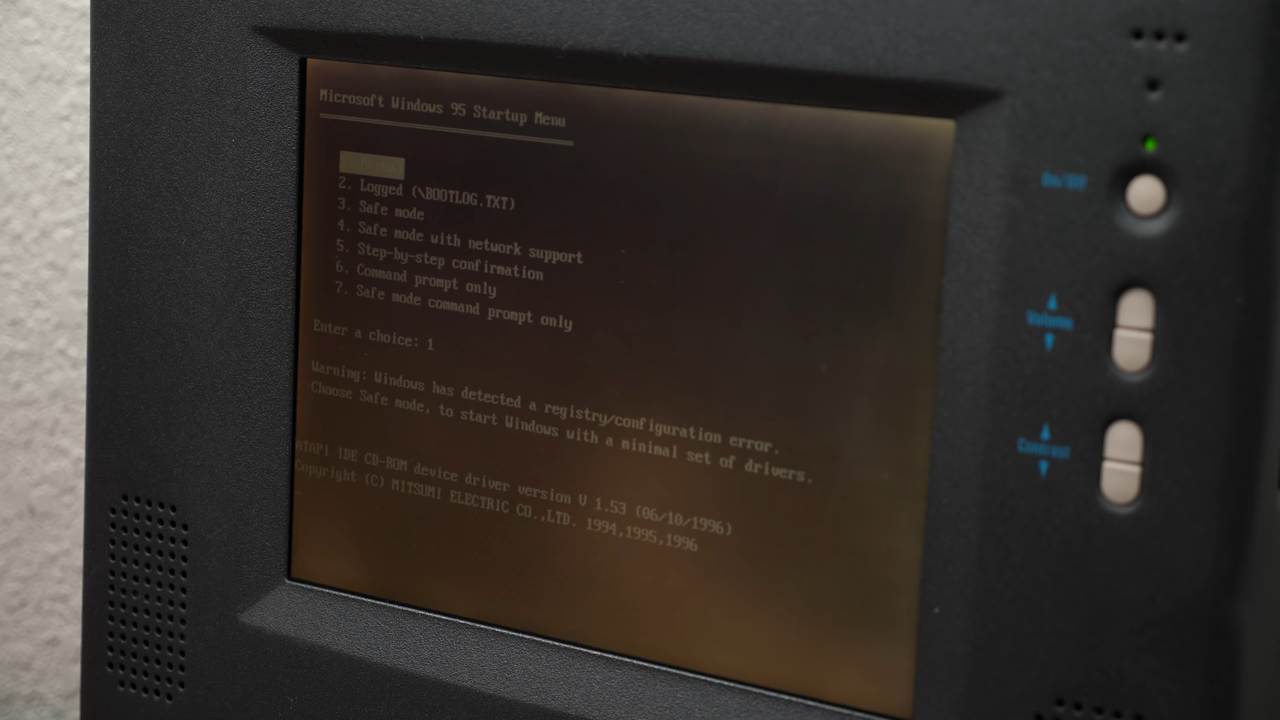 Microsoft Windows 95 Startup Menu
2. Logged (\BOOTLOG.TXT)
3. Safe mode
4. Safe mode with network support
5. Step-by-step confirmation
6. Command prompt only
7. Safe mode command prompt only
Enter a choice: 1
Warning: Windows has detected a registry/configuration error.
Choose Safe mode, to start Windows with a minimal set of drivers.
ATAPI IDE CD-ROM device driver version V 1.53 (06/10/1996)
Copyright (C) MITSUMI ELECTRIC CO.,LTD. 1994,1995,1996
On/Off
Volume
Contrast